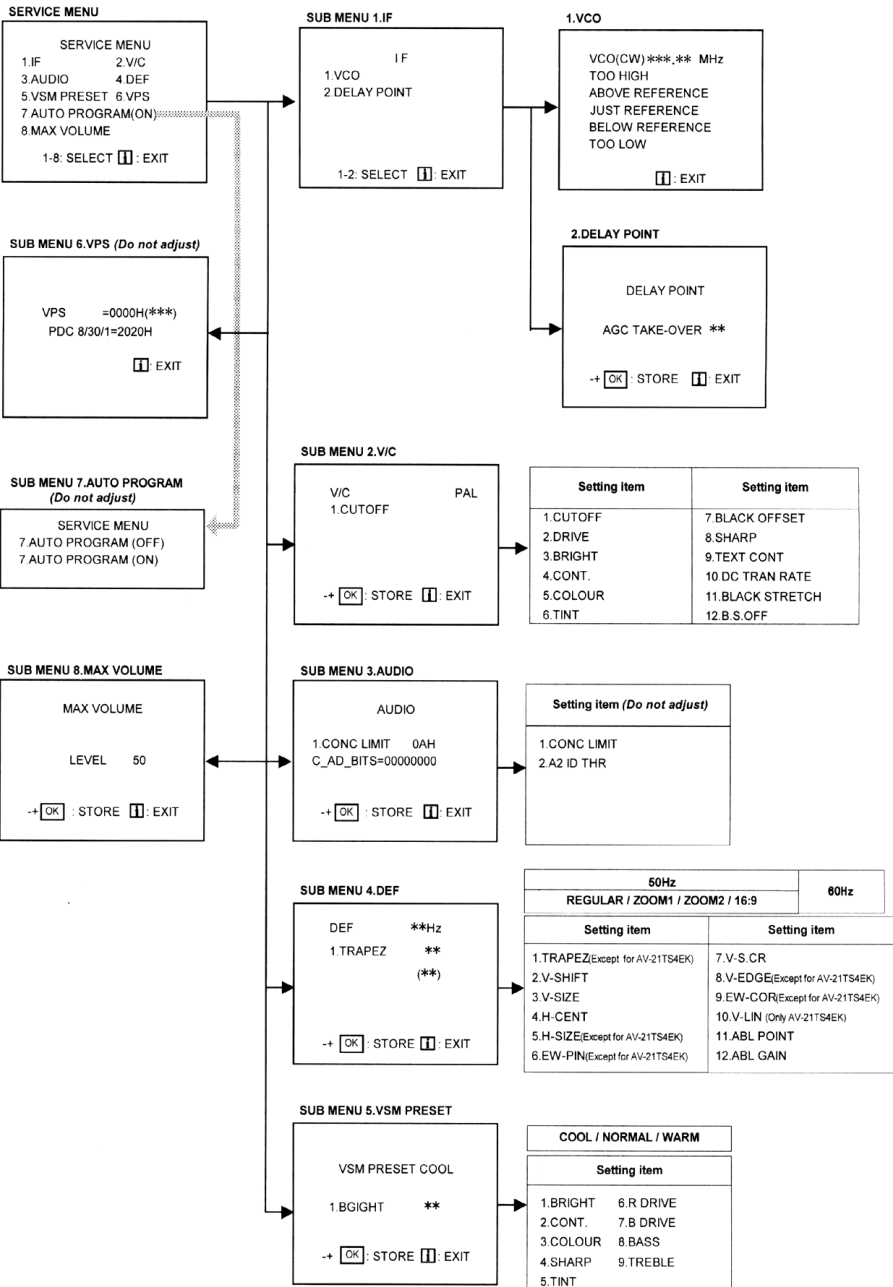 SERVICE MENU
SERVICE MENU
1.IF 2.V/C
3.AUDIO 4.DEF
5.VSM PRESET 6.VPS
7.AUTO PROGRAM(ON)
8.MAX VOLUME
1-8: SELECT i : EXIT
SUB MENU 1.IF
IF
1.VCO
2.DELAY POINT
1-2: SELECT i : EXIT
1.VCO
VCO(CW) ***.** MHz
TOO HIGH
ABOVE REFERENCE
JUST REFERENCE
BELOW REFERENCE
TOO LOW
i : EXIT
2.DELAY POINT
DELAY POINT
AGC TAKE-OVER **
-+ OK : STORE i : EXIT
SUB MENU 6.VPS (Do not adjust)
VPS =0000H(***)
PDC 8/30/1=2020H
i : EXIT
SUB MENU 7.AUTO PROGRAM
(Do not adjust)
SERVICE MENU
7.AUTO PROGRAM (OFF)
7.AUTO PROGRAM (ON)
SUB MENU 2.V/C
V/C PAL
1.CUTOFF
-+ OK : STORE i : EXIT
Setting item Setting item
1.CUTOFF 7.BLACK OFFSET
2.DRIVE 8.SHARP
3.BRIGHT 9.TEXT CONT
4.CONT. 10.DC TRAN RATE
5.COLOUR 11.BLACK STRETCH
6.TINT 12.B.S.OFF
SUB MENU 8.MAX VOLUME
MAX VOLUME
LEVEL 50
-+ OK : STORE i : EXIT
SUB MENU 3.AUDIO
AUDIO
1.CONC LIMIT 0AH
C_AD_BITS=00000000
-+ OK : STORE i : EXIT
Setting item (Do not adjust)
1.CONC LIMIT
2.A2 ID THR
SUB MENU 4.DEF
DEF **Hz
1.TRAPEZ **
(**)
-+ OK : STORE i : EXIT
50Hz 60Hz
REGULAR / ZOOM1 / ZOOM2 / 16:9
Setting item Setting item
1.TRAPEZ(Except for AV-21TS4EK) 7.V-S.CR
2.V-SHIFT 8.V-EDGE(Except for AV-21TS4EK)
3.V-SIZE 9.EW-COR(Except for AV-21TS4EK)
4.H-CENT 10.V-LIN (Only AV-21TS4EK)
5.H-SIZE(Except for AV-21TS4EK) 11.ABL POINT
6.EW-PIN(Except for AV-21TS4EK) 12.ABL GAIN
SUB MENU 5.VSM PRESET
VSM PRESET COOL
1.BGIGHT **
-+ OK : STORE i : EXIT
COOL / NORMAL / WARM
Setting item
1.BRIGHT 6.R DRIVE
2.CONT. 7.B DRIVE
3.COLOUR 8.BASS
4.SHARP 9.TREBLE
5.TINT